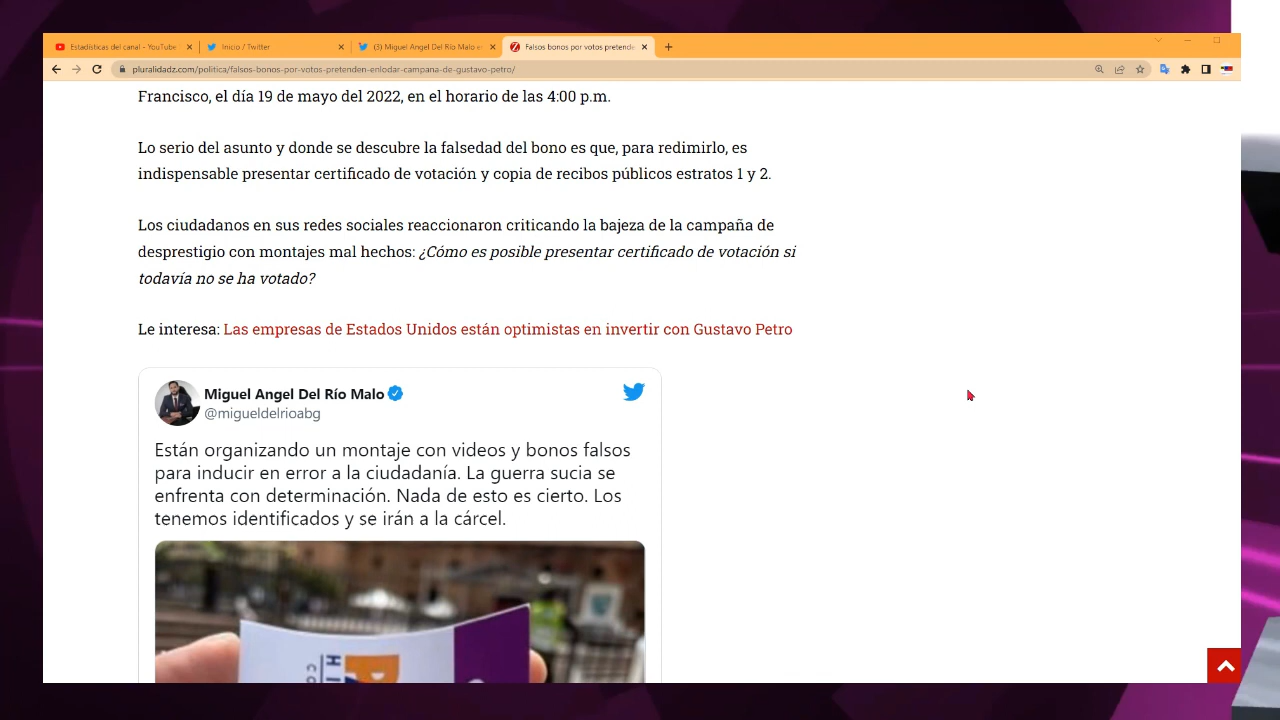 Estadísticas del canal - YouTube
Inicio / Twitter
(3) Miguel Angel Del Río Malo e
Falsos bonos por votos pretende
pluralidadz.com/politica/falsos-bonos-por-votos-pretenden-enlodar-campana-de-gustavo-petro/
Francisco, el día 19 de mayo del 2022, en el horario de las 4:00 p.m.
Lo serio del asunto y donde se descubre la falsedad del bono es que, para redimirlo, es
indispensable presentar certificado de votación y copia de recibos públicos estratos 1 y 2.
Los ciudadanos en sus redes sociales reaccionaron criticando la bajeza de la campaña de
desprestigio con montajes mal hechos: ¿Cómo es posible presentar certificado de votación si
todavía no se ha votado?
Le interesa: Las empresas de Estados Unidos están optimistas en invertir con Gustavo Petro
Miguel Angel Del Río Malo
@migueldelrioabg
Están organizando un montaje con videos y bonos falsos
para inducir en error a la ciudadanía. La guerra sucia se
enfrenta con determinación. Nada de esto es cierto. Los
tenemos identificados y se irán a la cárcel.